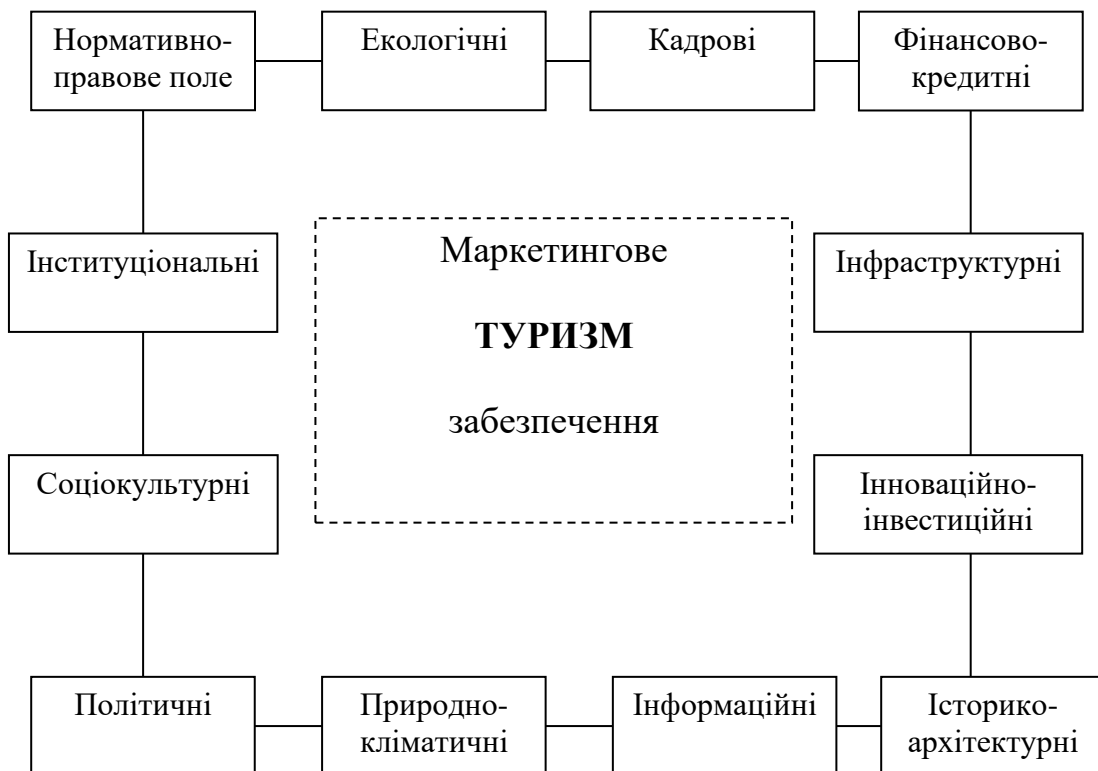 Нормативно-
правове поле
Екологічні
Кадрові
Фінансово-
кредитні
Інституціональні
Маркетингове
ТУРИЗМ
забезпечення
Інфраструктурні
Соціокультурні
Інноваційно-
інвестиційні
Політичні
Природно-
кліматичні
Інформаційні
Історико-
архітектурні